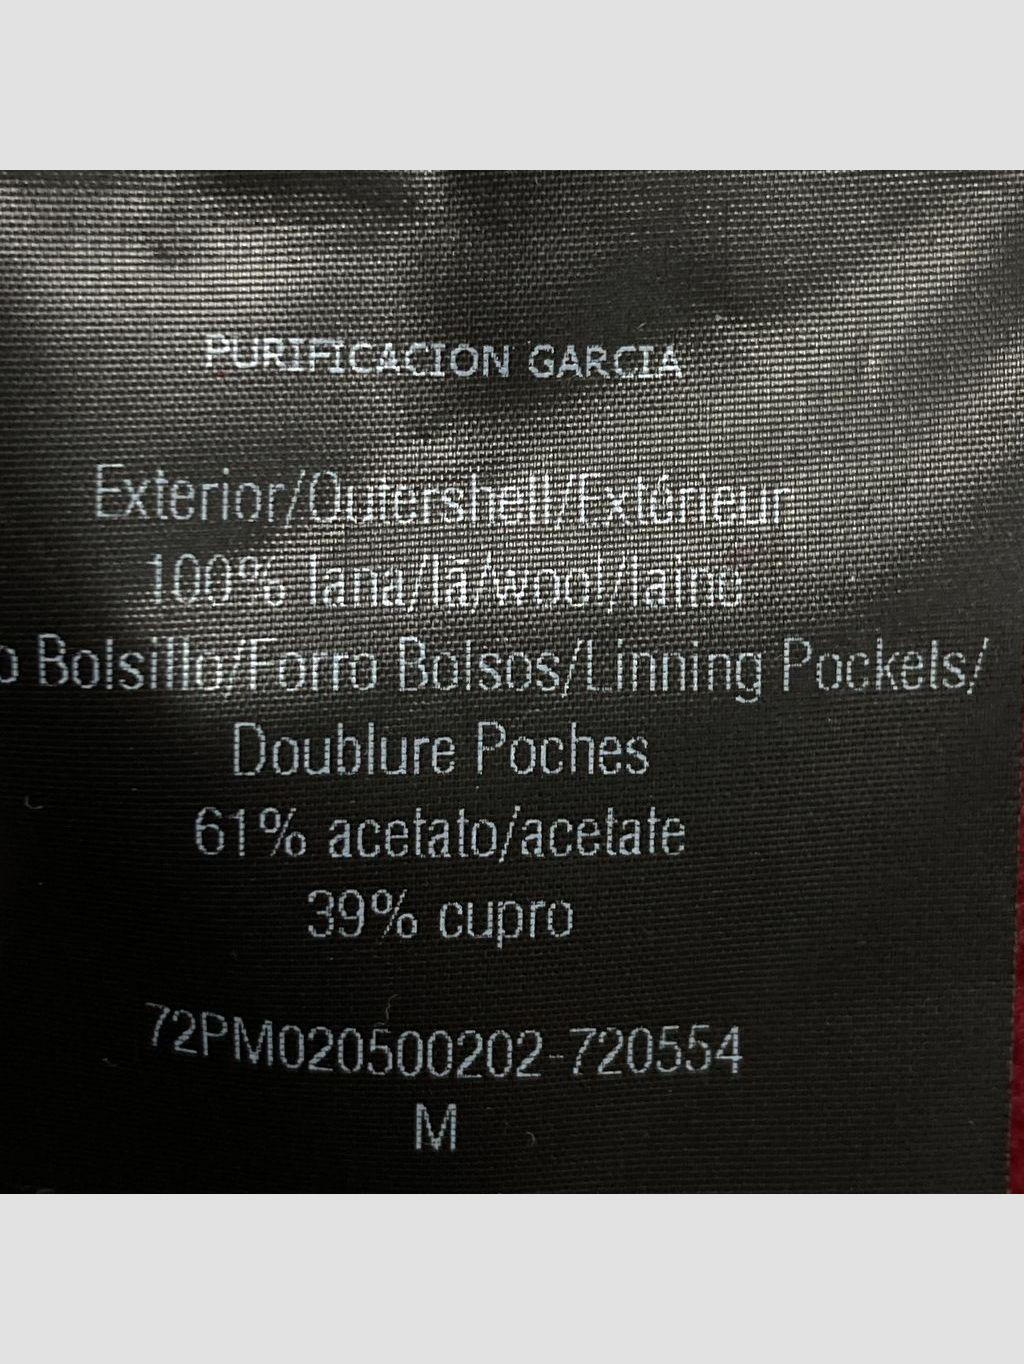 PURIFICACION GARCIA
Exterior/Outershell/Extérieur
100% lana/lã/wool/laine
Bolsillo/Forro Bolsos/Linning Pockets/
Doublure Poches
61% acetato/acetate
39% cupro
72PM020500202-720554
M